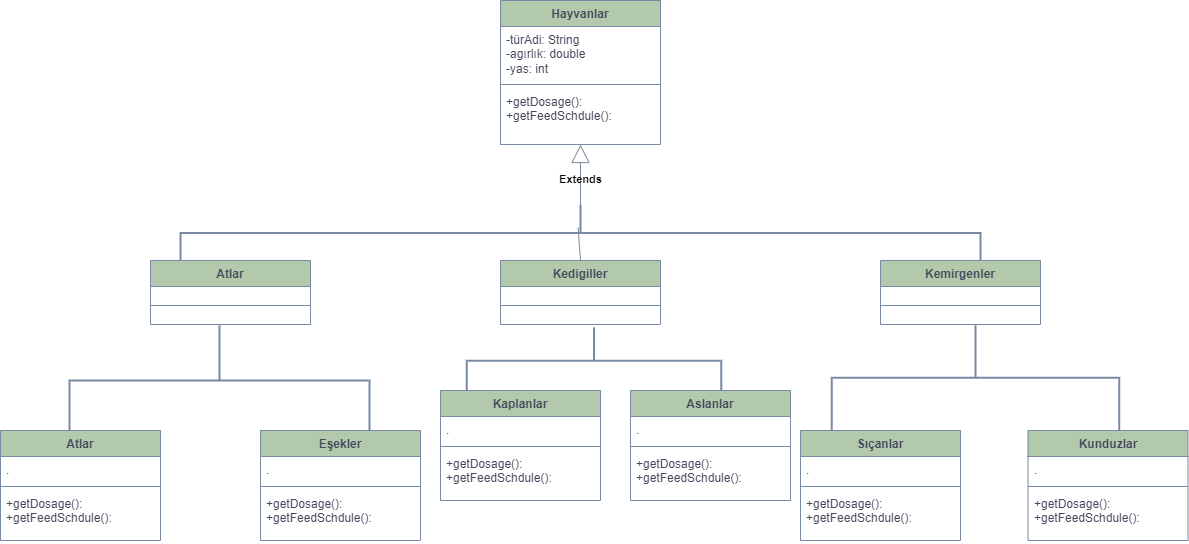 Hayvanlar
-türAdi: String
-agırlık: double
-yas: int
+getDosage():
+getFeedSchdule():
Extends
Atlar
Kedigiller
Kemirgenler
Kaplanlar
.
+getDosage():
+getFeedSchdule():
Aslanlar
.
+getDosage():
+getFeedSchdule():
Atlar
.
+getDosage():
+getFeedSchdule():
Eşekler
.
+getDosage():
+getFeedSchdule():
Sıçanlar
.
+getDosage():
+getFeedSchdule():
Kunduzlar
.
+getDosage():
+getFeedSchdule():